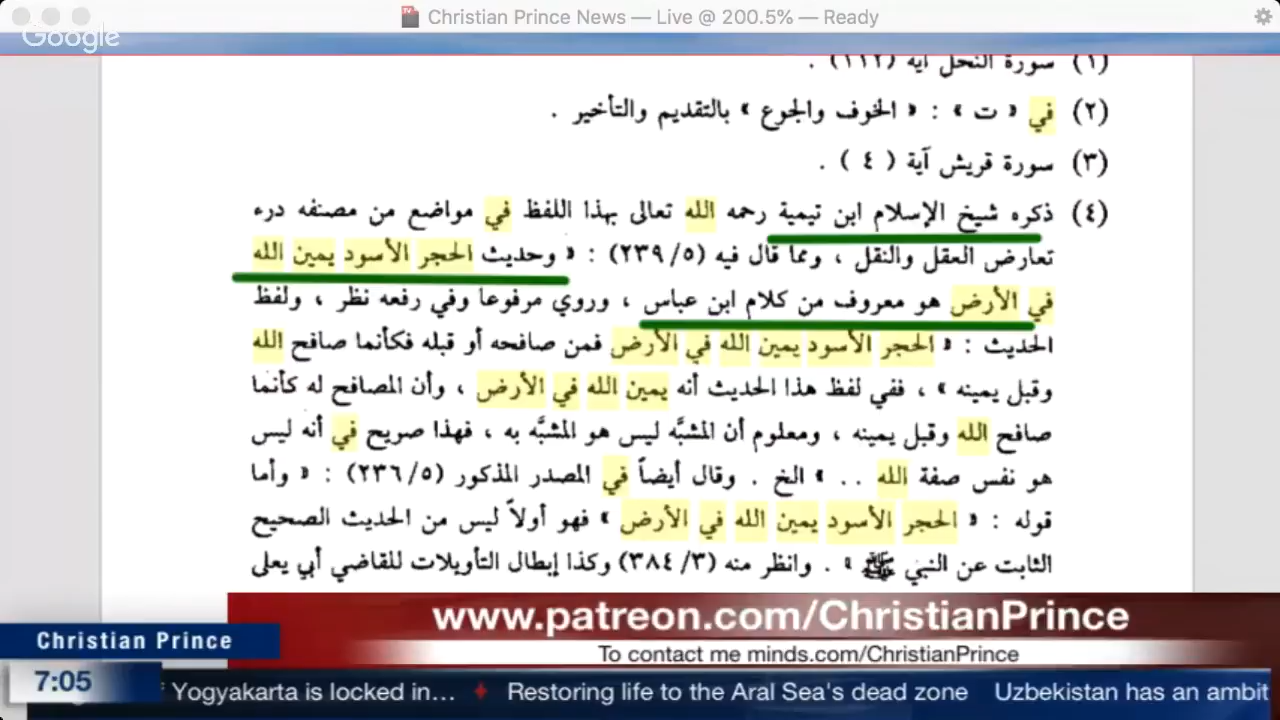 Christian Prince News — Live @ 200.5% — Ready
Google
(١) سورة النحل آية (١١٢) .
(٢) في « ت » : « الخوف والجوع » بالتقديم والتأخير .
(٣) سورة قريش آية ( ٤ ) .
(٤) ذكره شيخ الإسلام ابن تيمية رحمه الله تعالى بهذا اللفظ في مواضع من مصنفه درء
تعارض العقل والنقل ، ومما قال فيه (٢٣٩/٥) : « وحديث الحجر الأسود يمين الله
في الأرض هو معروف من كلام ابن عباس ، وروي مرفوعا وفي رفعه نظر ، ولفظ
الحديث : « الحجر الأسود يمين الله في الأرض فمن صافحه أو قبله فكأنما صافح الله
وقبل يمينه » ، ففي لفظ هذا الحديث أنه يمين الله في الأرض ، وأن المصافح له كأنما
صافح الله وقبل يمينه ، ومعلوم أن المشبَّه ليس هو المشبَّه به ، فهذا صريح في أنه ليس
هو نفس صفة الله .. » الخ . وقال أيضاً في المصدر المذكور (٢٣٦/٥) : « وأما
قوله : « الحجر الأسود يمين الله في الأرض » فهو أولاً ليس من الحديث الصحيح
الثابت عن النبي ﷺ » . وانظر منه (٣٨٤/٣) وكذا إبطال التأويلات للقاضي أبي يعلى
www.patreon.com/ChristianPrince
Christian Prince
To contact me minds.com/ChristianPrince
7:05
Yogyakarta is locked in... Restoring life to the Aral Sea's dead zone Uzbekistan has an ambit